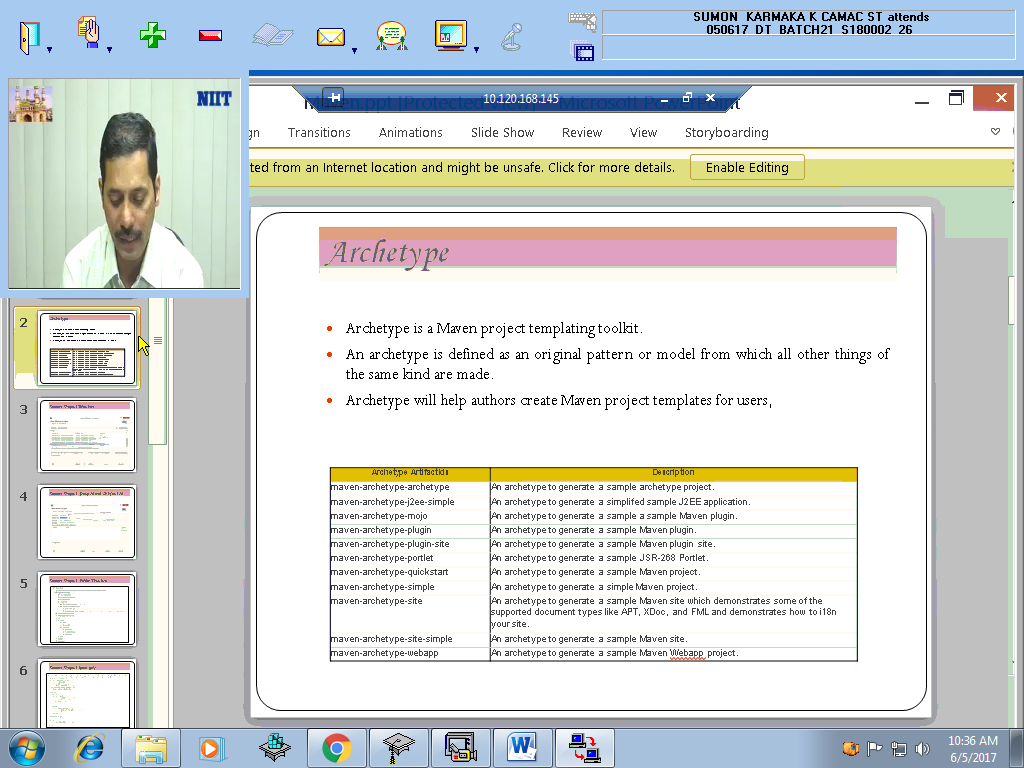 SUMON KARMAKA K CAMAC ST attends
050617 DT BATCH21 S180002 26
NIIT
10.120.168.145
gn Transitions Animations Slide Show Review View Storyboarding
ted from an Internet location and might be unsafe. Click for more details. Enable Editing
Archetype
Archetype is a Maven project templating toolkit.
An archetype is defined as an original pattern or model from which all other things of
the same kind are made.
Archetype will help authors create Maven project templates for users,
Archetype ArtifactIds Description
maven-archetype-archetype An archetype to generate a sample archetype project.
maven-archetype-j2ee-simple An archetype to generate a simplifed sample J2EE application.
maven-archetype-mojo An archetype to generate a sample a sample Maven plugin.
maven-archetype-plugin An archetype to generate a sample Maven plugin.
maven-archetype-plugin-site An archetype to generate a sample Maven plugin site.
maven-archetype-portlet An archetype to generate a sample JSR-268 Portlet.
maven-archetype-quickstart An archetype to generate a sample Maven project.
maven-archetype-simple An archetype to generate a simple Maven project.
maven-archetype-site An archetype to generate a sample Maven site which demonstrates some of the
supported document types like APT, XDoc, and FML and demonstrates how to i18n
your site.
maven-archetype-site-simple An archetype to generate a sample Maven site.
maven-archetype-webapp An archetype to generate a sample Maven Webapp project.
2
3
4
5
6
10:36 AM
6/5/2017